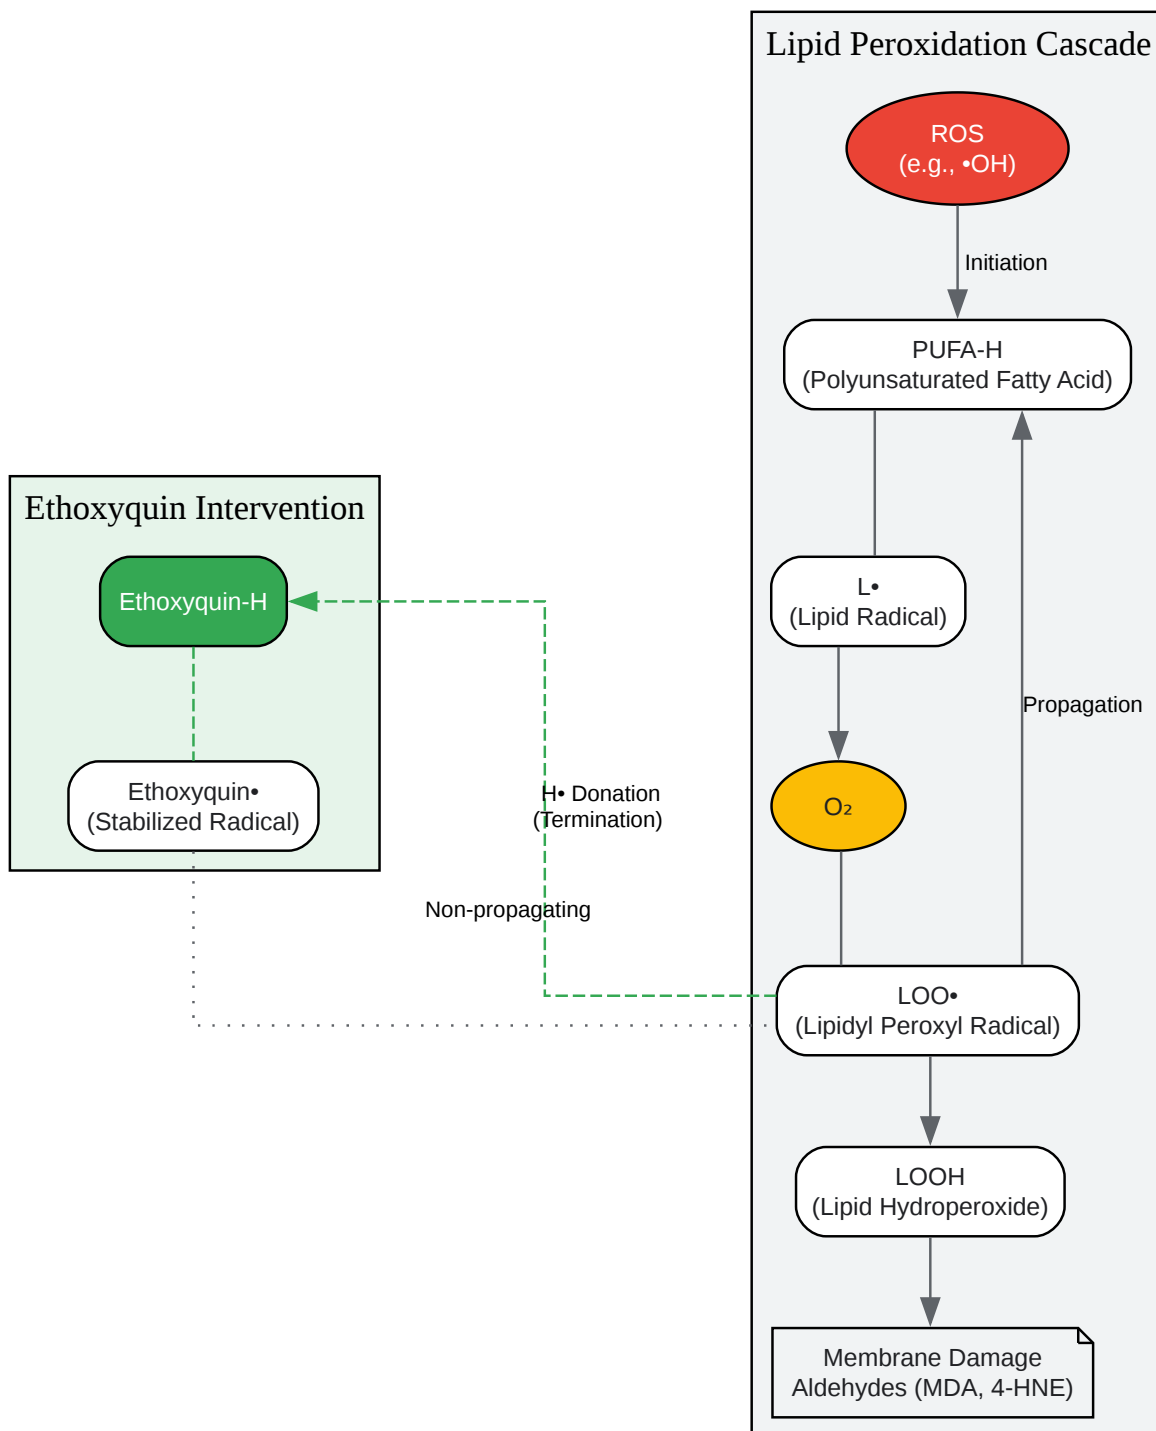 Lipid Peroxidation Cascade
ROS
(e.g., •OH)
Initiation
PUFA-H
(Polyunsaturated Fatty Acid)
Ethoxyquin Intervention
Ethoxyquin-H
L•
(Lipid Radical)
Propagation
Ethoxyquin•
(Stabilized Radical)
H• Donation
(Termination)
O₂
Non-propagating
LOO•
(Lipidyl Peroxyl Radical)
LOOH
(Lipid Hydroperoxide)
Membrane Damage
Aldehydes (MDA, 4-HNE)